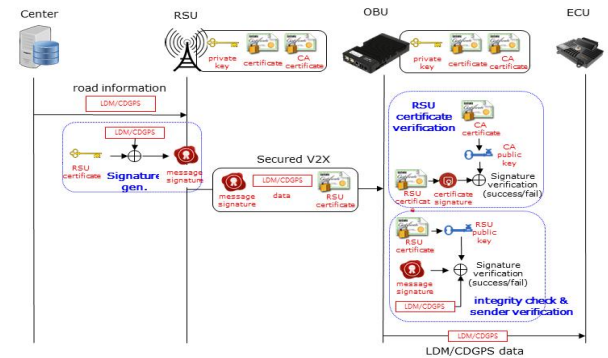 Center
RSU
OBU
ECU
private
key
certificate
CA
certificate
private
key
certificate
CA
certificate
road information
LDM/CDGPS
LDM/CDGPS
RSU
certificate
Signature
gen.
message
signature
Secured V2X
message
signature
LDM/CDGPS
data
RSU
certificate
RSU
certificate
verification
CA
certificate
CA
public
key
RSU
certificat
e
certificate
signature
Signature
verification
(success/fail)
RSU
certificate
RSU
public
key
message
signature
Signature
verification
(success/fail)
LDM/CDGPS
integrity check &
sender verification
LDM/CDGPS
LDM/CDGPS data